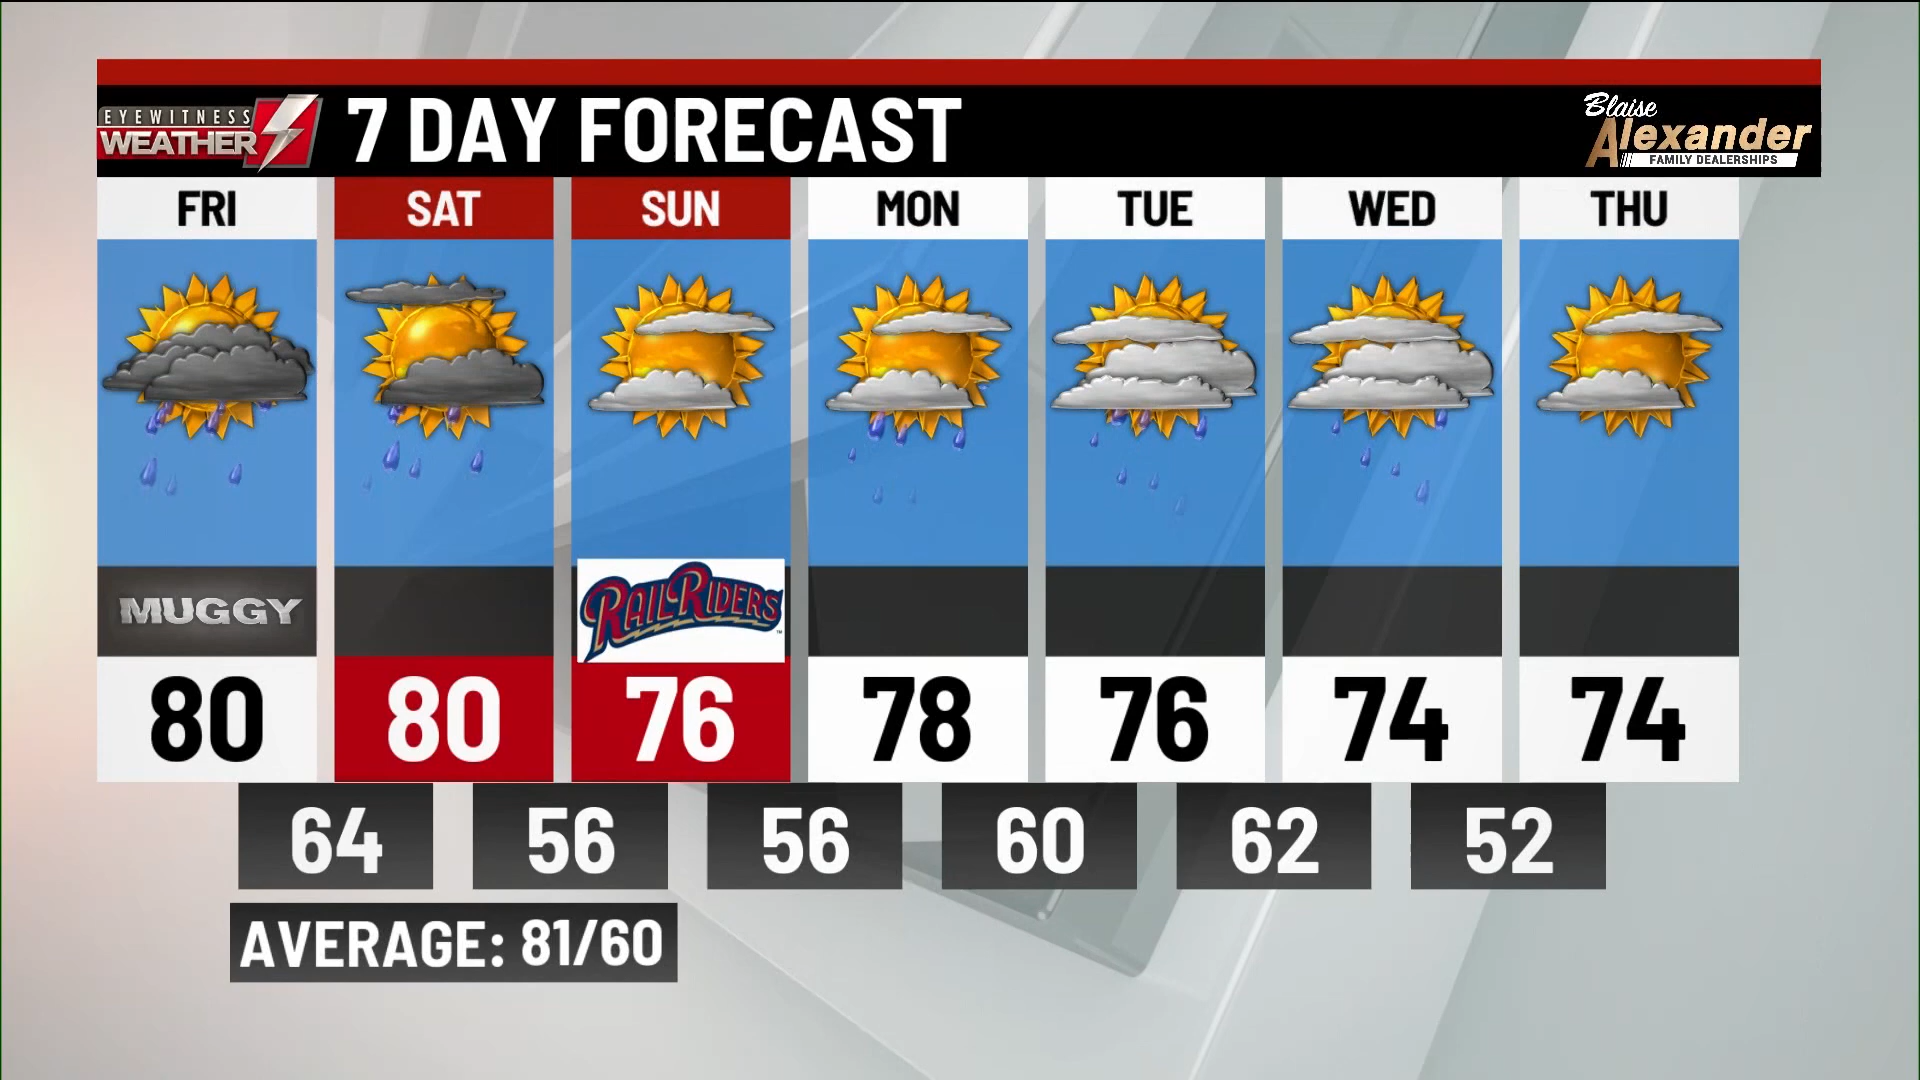 EYEWITNESS
WEATHER
7 DAY FORECAST
Blaise
Alexander
FAMILY DEALERSHIPS
FRI SAT SUN MON TUE WED THU
MUGGY
RAILRIDERS™
80 80 76 78 76 74 74
64 56 56 60 62 52
AVERAGE: 81/60